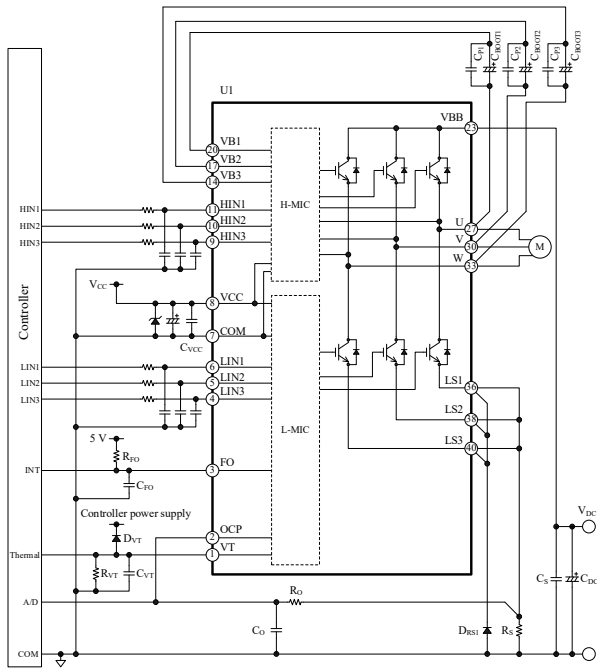 CP1
CBOOT1
CP2
CBOOT2
CP3
CBOOT3
U1
VBB
23
20
VB1
17
VB2
14
VB3
HIN1
11
HIN1
HIN2
10
HIN2
HIN3
9
HIN3
H-MIC
U
27
V
30
W
33
M
VCC
8
VCC
7
COM
CVCC
Controller
LIN1
6
LIN1
LIN2
5
LIN2
LIN3
4
LIN3
LS1
36
LS2
38
LS3
40
L-MIC
5 V
RFO
INT
3
FO
CFO
Controller power supply
DVT
2
OCP
Thermal
1
VT
RVT
CVT
VDC
CS
CDC
A/D
RO
CO
DRS1
RS
COM